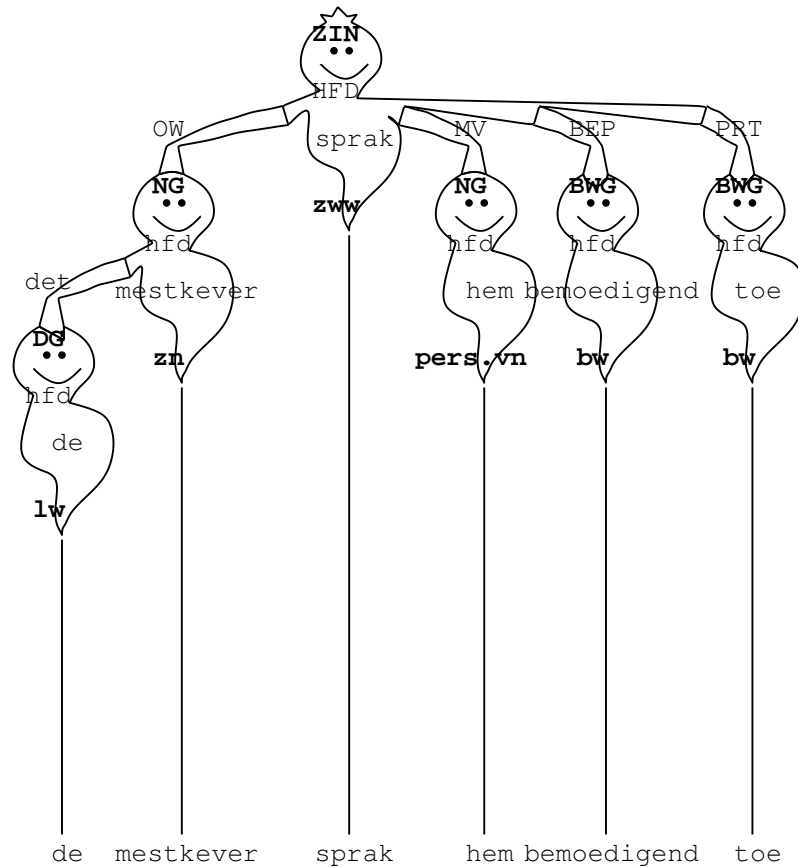 ZIN
HFD
OW MV BEP PRT
sprak
NG NG BWG BWG
zww
hfd hfd hfd hfd
det mestkever hem bemoedigend toe
DG zn pers.vn bw bw
hfd
de
lw
de mestkever sprak hem bemoedigend toe